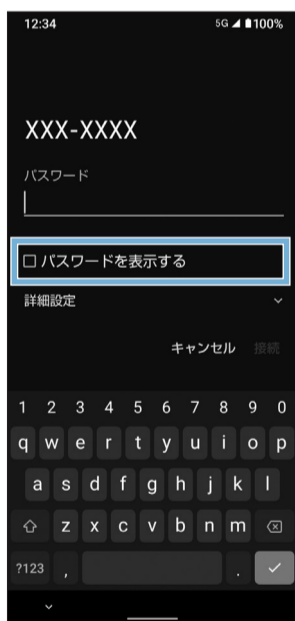 12:34 5G 100%
XXX-XXXX
パスワード
パスワードを表示する
詳細設定
キャンセル 接続
1 2 3 4 5 6 7 8 9 0
q w e r t y u i o p
a s d f g h j k l
z x c v b n m
?123 , .